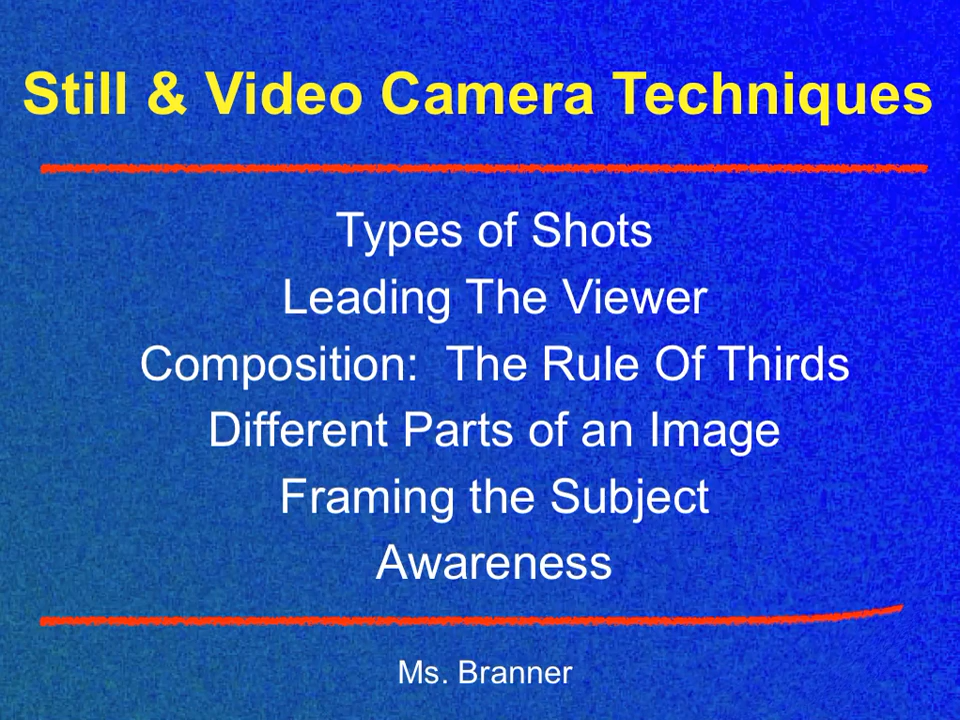 Still & Video Camera Techniques
Types of Shots
Leading The Viewer
Composition:  The Rule Of Thirds
Different Parts of an Image
Framing the Subject
Awareness
Ms. Branner